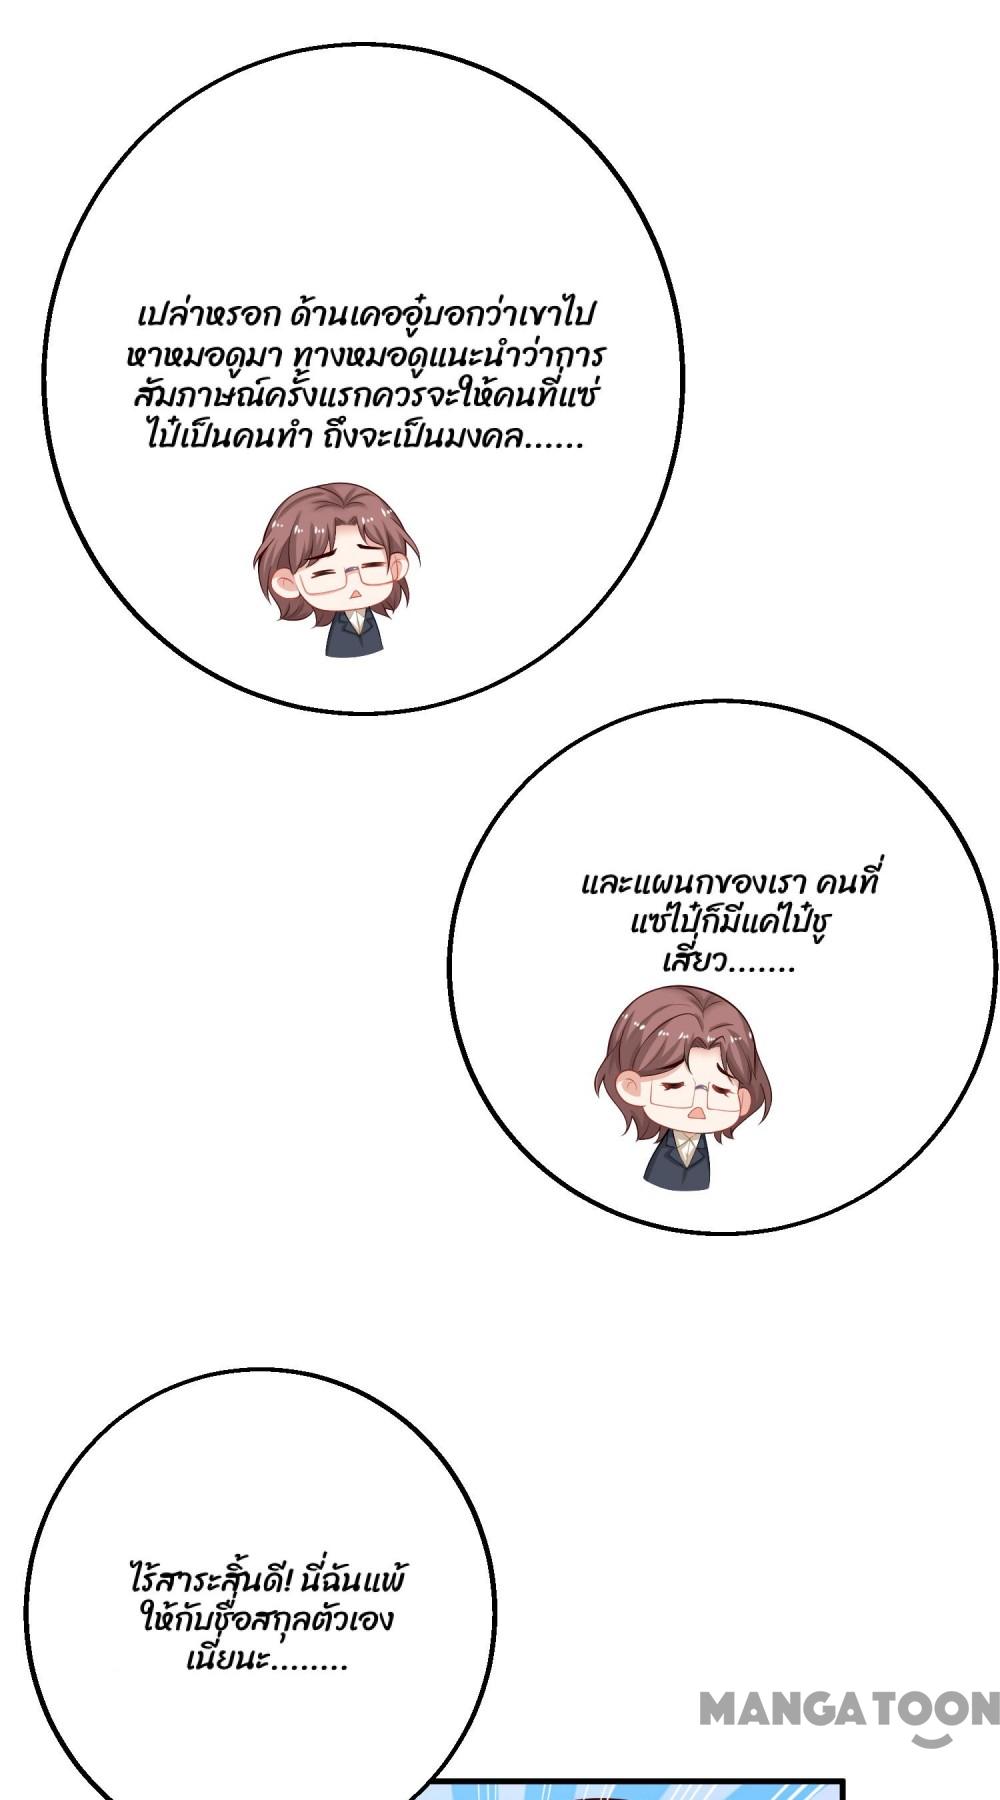 เปล่าหรอก ด้านเคออู๋บอกว่าเขาไป
หาหมอดูมา ทางหมอดูแนะนำว่าการ
สัมภาษณ์ครั้งแรกควรจะให้คนที่แซ่
ไป๋เป็นคนทำ ถึงจะเป็นมงคล......
และแผนกของเรา คนที่
แซ่ไป๋ก็มีแค่ไป๋ชู
เสี่ยว.......
ไร้สาระสิ้นดี! นี่ฉันแพ้
ให้กับชื่อสกุลตัวเอง
เนี่ยนะ........
MANGATOON